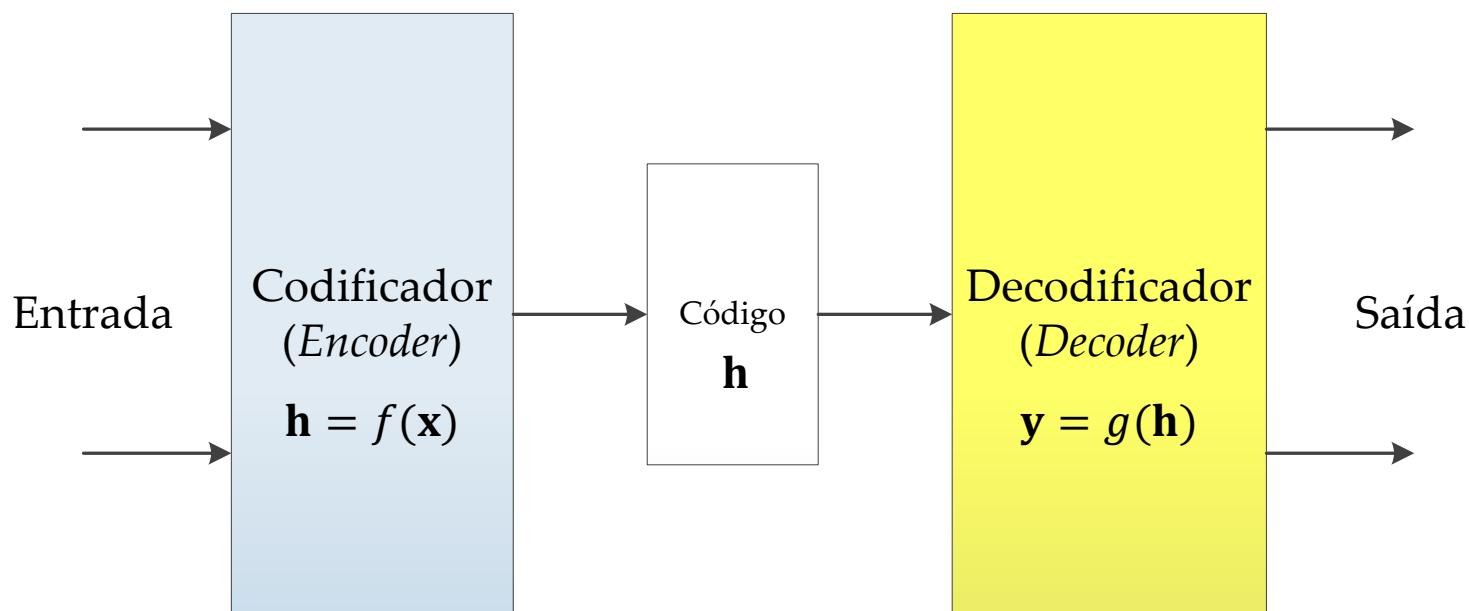 Entrada
Codificador
(Encoder)
h = f(x)
Código
h
Decodificador
(Decoder)
y = g(h)
Saída